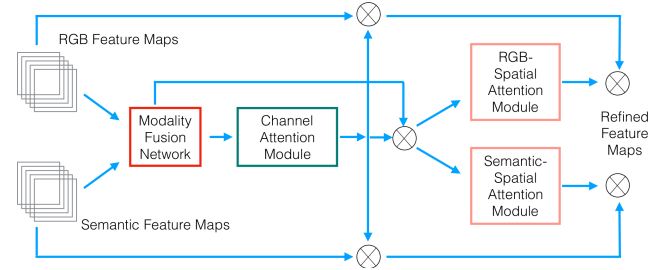 RGB Feature Maps
Modality
Fusion
Network
Channel
Attention
Module
RGB-
Spatial
Attention
Module
Refined
Feature
Maps
Semantic-
Spatial
Attention
Module
Semantic Feature Maps